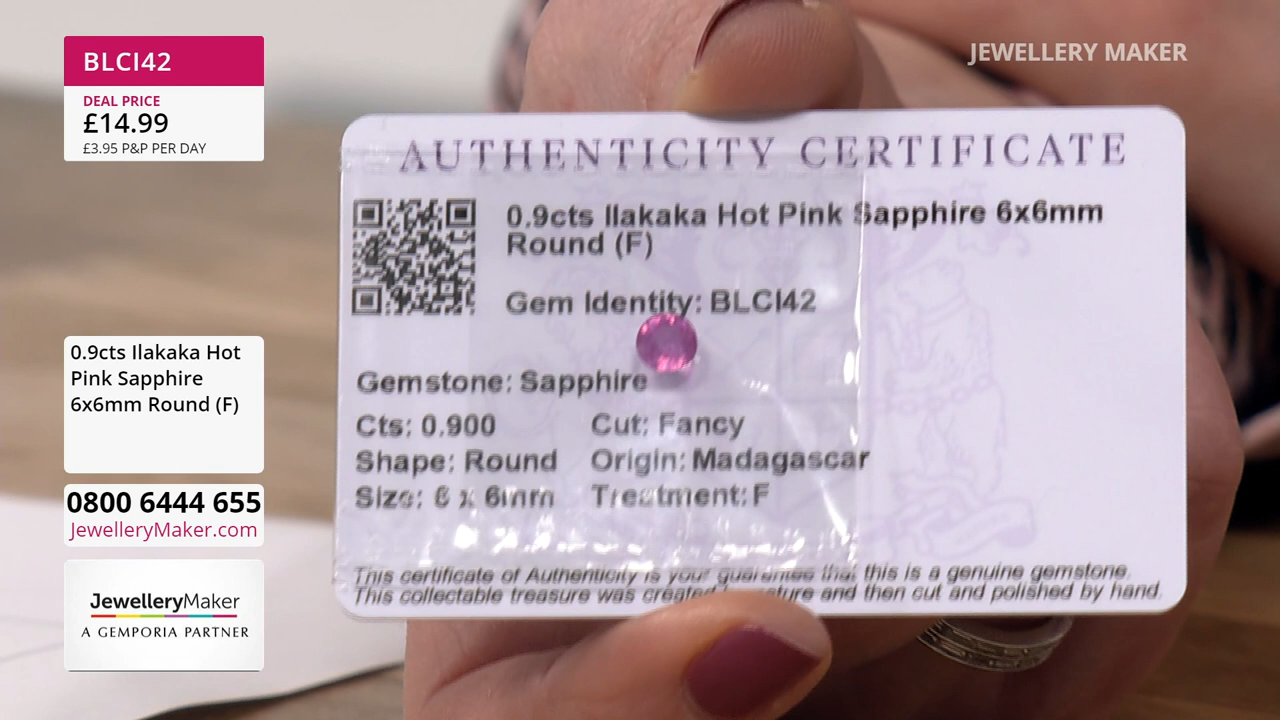 BLCI42
DEAL PRICE
£14.99
£3.95 P&P PER DAY
JEWELLERY MAKER
AUTHENTICITY CERTIFICATE
0.9cts Ilakaka Hot Pink Sapphire 6x6mm
Round (F)
Gem Identity: BLCI42
Gemstone: Sapphire
Cts: 0.900 Cut: Fancy
Shape: Round Origin: Madagascar
Size: 6 x 6mm Treatment: F
This certificate of Authenticity is your guarantee that this is a genuine gemstone.
This collectable treasure was created nature and then cut and polished by hand.
0.9cts Ilakaka Hot
Pink Sapphire
6x6mm Round (F)
0800 6444 655
JewelleryMaker.com
JewelleryMaker
A GEMPORIA PARTNER